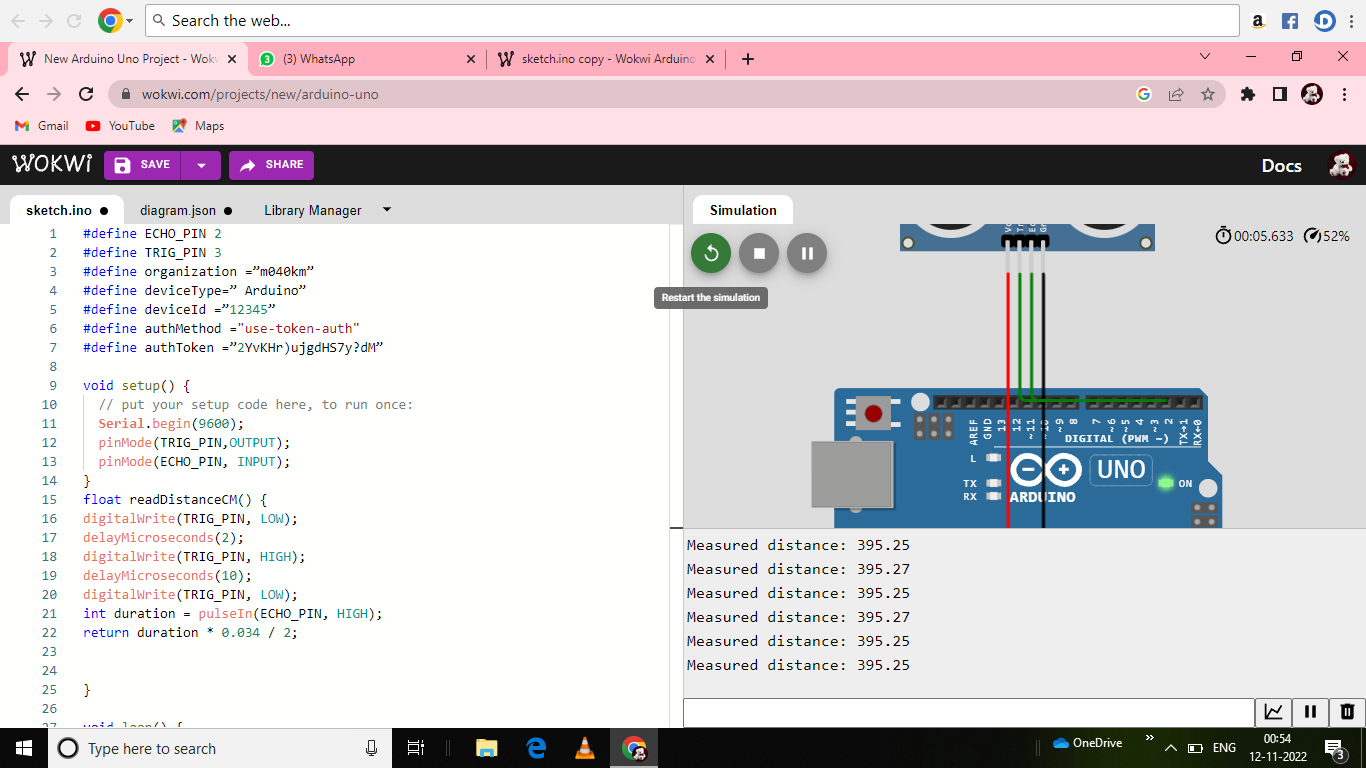 Search the web...
New Arduino Uno Project - Wokw
(3) WhatsApp
sketch.ino copy - Wokwi Arduino
wokwi.com/projects/new/arduino-uno
Gmail YouTube Maps
WOKWi SAVE SHARE Docs
sketch.ino diagram.json Library Manager
1 #define ECHO_PIN 2
2 #define TRIG_PIN 3
3 #define organization =”m040km”
4 #define deviceType=” Arduino”
5 #define deviceId =”12345”
6 #define authMethod ="use-token-auth"
7 #define authToken =”2YvKHr)ujgdHS7y?dM”
8
9 void setup() {
10 // put your setup code here, to run once:
11 Serial.begin(9600);
12 pinMode(TRIG_PIN,OUTPUT);
13 pinMode(ECHO_PIN, INPUT);
14 }
15 float readDistanceCM() {
16 digitalWrite(TRIG_PIN, LOW);
17 delayMicroseconds(2);
18 digitalWrite(TRIG_PIN, HIGH);
19 delayMicroseconds(10);
20 digitalWrite(TRIG_PIN, LOW);
21 int duration = pulseIn(ECHO_PIN, HIGH);
22 return duration * 0.034 / 2;
23
24
25 }
26
27 void loop() {
Simulation
00:05.633 52%
Restart the simulation
AREF GND 13 12 ~11 ~10 ~9 8 7 ~6 ~5 4 ~3 2 TX→1 RX←0
DIGITAL (PWM ~)
L
TX
RX
UNO
ON
ARDUINO
Measured distance: 395.25
Measured distance: 395.27
Measured distance: 395.25
Measured distance: 395.27
Measured distance: 395.25
Measured distance: 395.25
Type here to search
OneDrive
ENG
00:54
12-11-2022
3